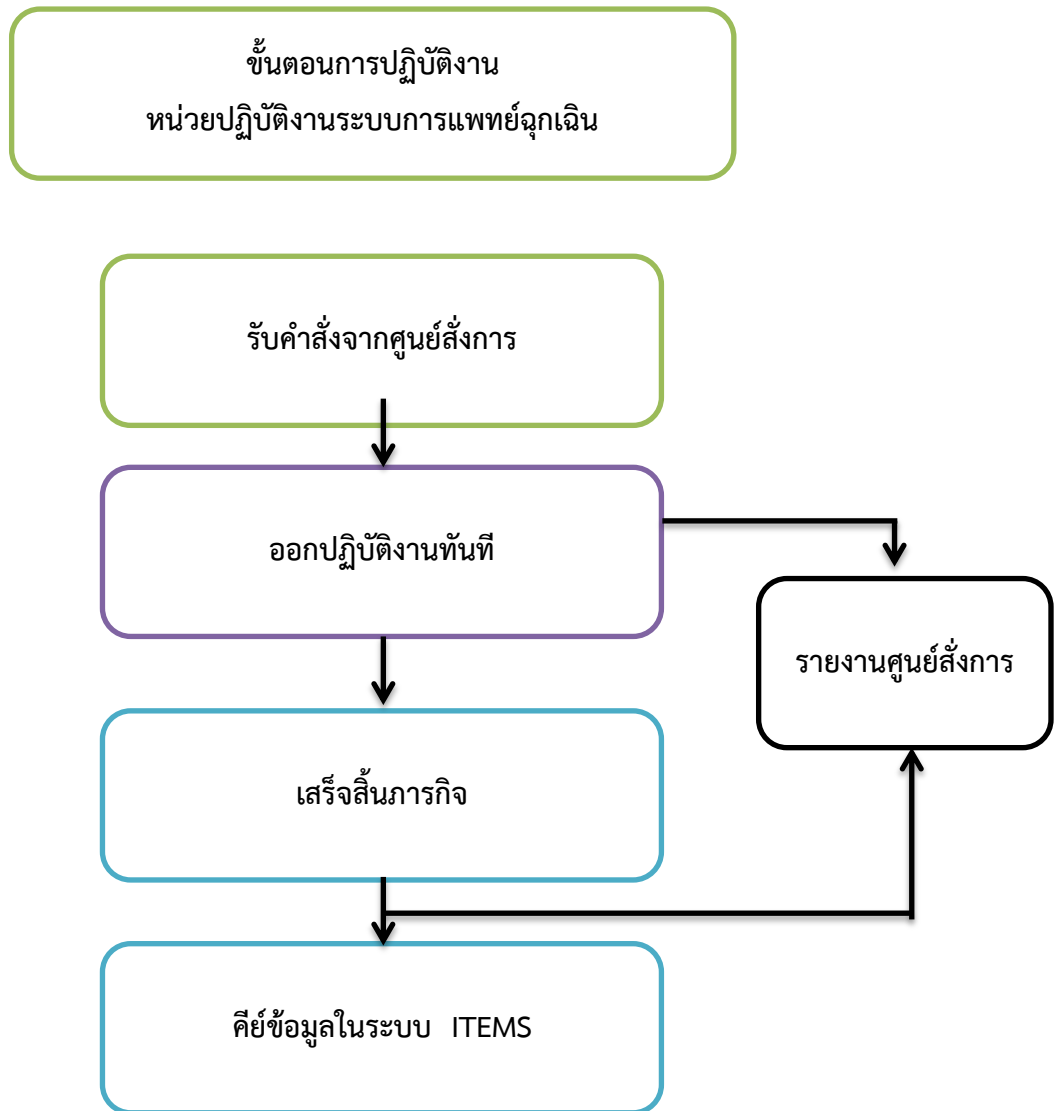 ขั้นตอนการปฏิบัติงาน
หน่วยปฏิบัติงานระบบการแพทย์ฉุกเฉิน
รับคำสั่งจากศูนย์สั่งการ
ออกปฏิบัติงานทันที
รายงานศูนย์สั่งการ
เสร็จสิ้นภารกิจ
คีย์ข้อมูลในระบบ ITEMS